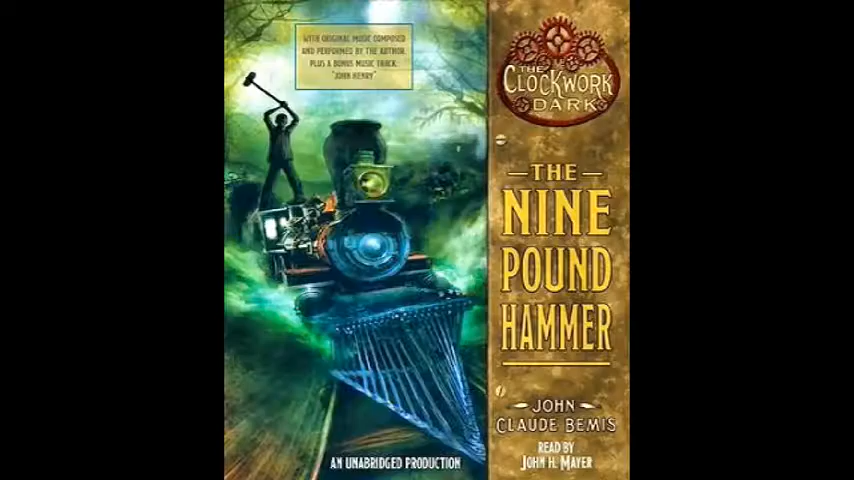 WITH ORIGINAL MUSIC COMPOSED
AND PERFORMED BY THE AUTHOR.
PLUS A BONUS MUSIC TRACK,
"JOHN HENRY"
THE
CLOCKWORK
DARK
—THE—
NINE
POUND
HAMMER
JOHN
CLAUDE BEMIS
READ BY
JOHN H. MAYER
AN UNABRIDGED PRODUCTION